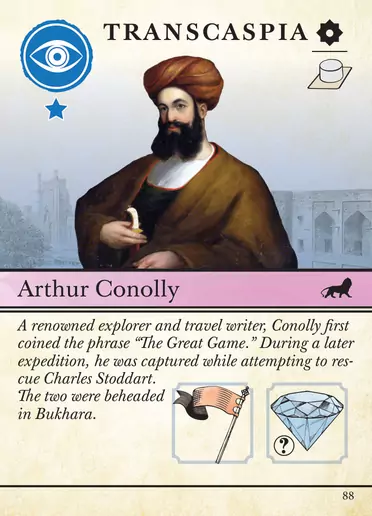 TRANSCASPIA
Arthur Conolly
A renowned explorer and travel writer, Conolly first
coined the phrase “The Great Game.” During a later
expedition, he was captured while attempting to res-
cue Charles Stoddart.
The two were beheaded
in Bukhara.
?
88